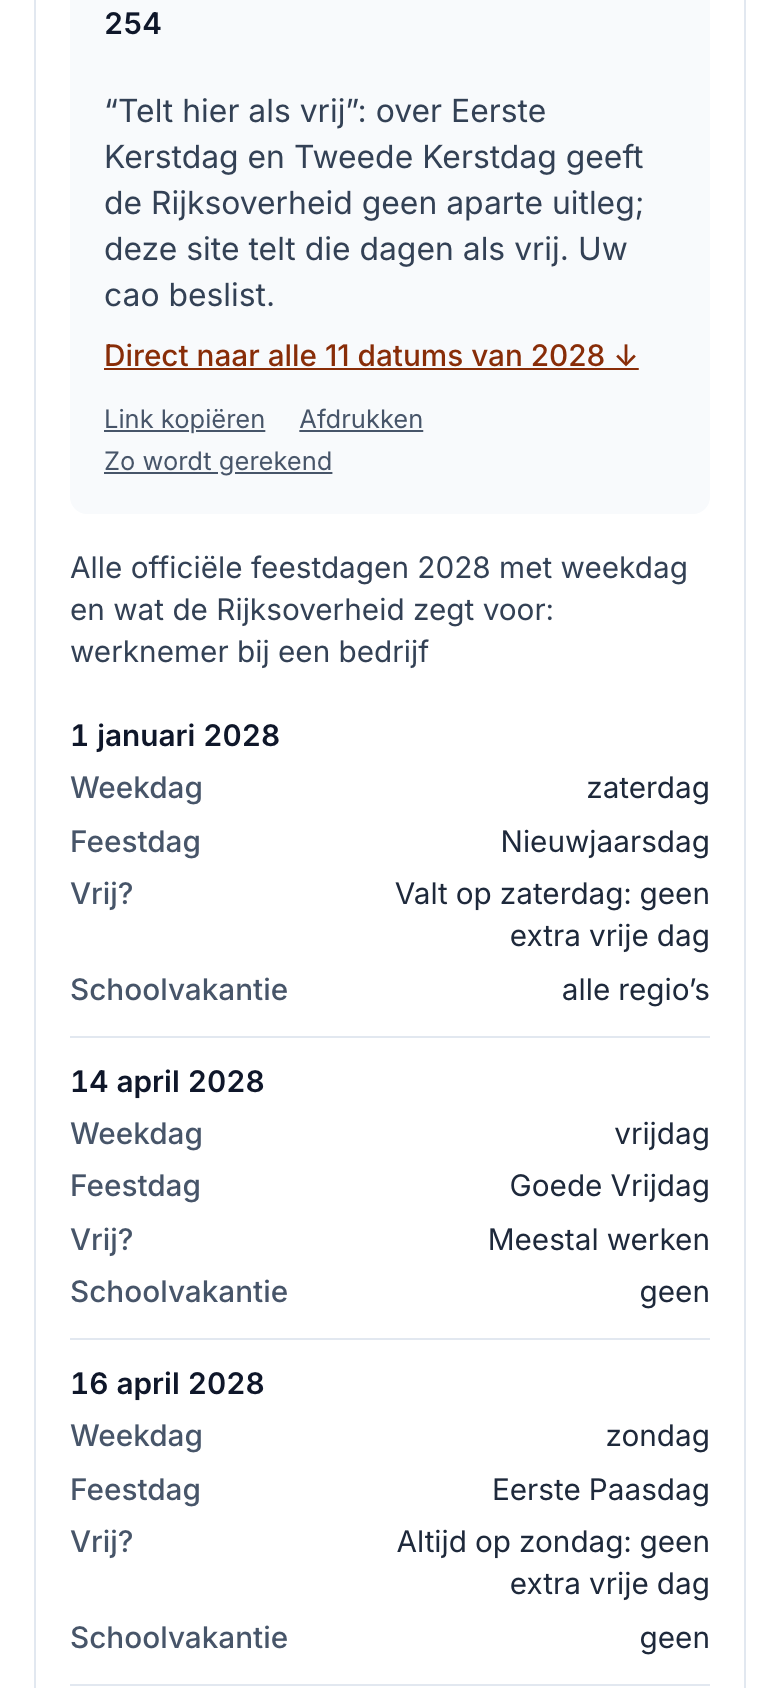 254
“Telt hier als vrij”: over Eerste
Kerstdag en Tweede Kerstdag geeft
de Rijksoverheid geen aparte uitleg;
deze site telt die dagen als vrij. Uw
cao beslist.
Direct naar alle 11 datums van 2028 ↓
Link kopiëren Afdrukken
Zo wordt gerekend
Alle officiële feestdagen 2028 met weekdag
en wat de Rijksoverheid zegt voor:
werknemer bij een bedrijf
1 januari 2028
Weekdag zaterdag
Feestdag Nieuwjaarsdag
Vrij? Valt op zaterdag: geen
extra vrije dag
Schoolvakantie alle regio’s
14 april 2028
Weekdag vrijdag
Feestdag Goede Vrijdag
Vrij? Meestal werken
Schoolvakantie geen
16 april 2028
Weekdag zondag
Feestdag Eerste Paasdag
Vrij? Altijd op zondag: geen
extra vrije dag
Schoolvakantie geen